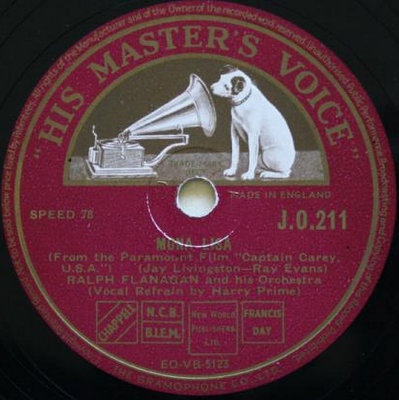 "HIS MASTER'S VOICE"
TRADE MARK
MADE IN ENGLAND
SPEED 78
J.O.211
MONA LISA
(From the Paramount Film "Captain Carey,
U.S.A.") (Jay Livingston—Ray Evans)
RALPH FLANAGAN and his Orchestra
(Vocal Refrain by Harry Prime)
CHAPPELL
N.C.B.
B.I.E.M.
NEW WORLD
PUBLISHERS,
LTD.
FRANCIS
DAY
EO-VB-5123
THE GRAMOPHONE CO. LTD.